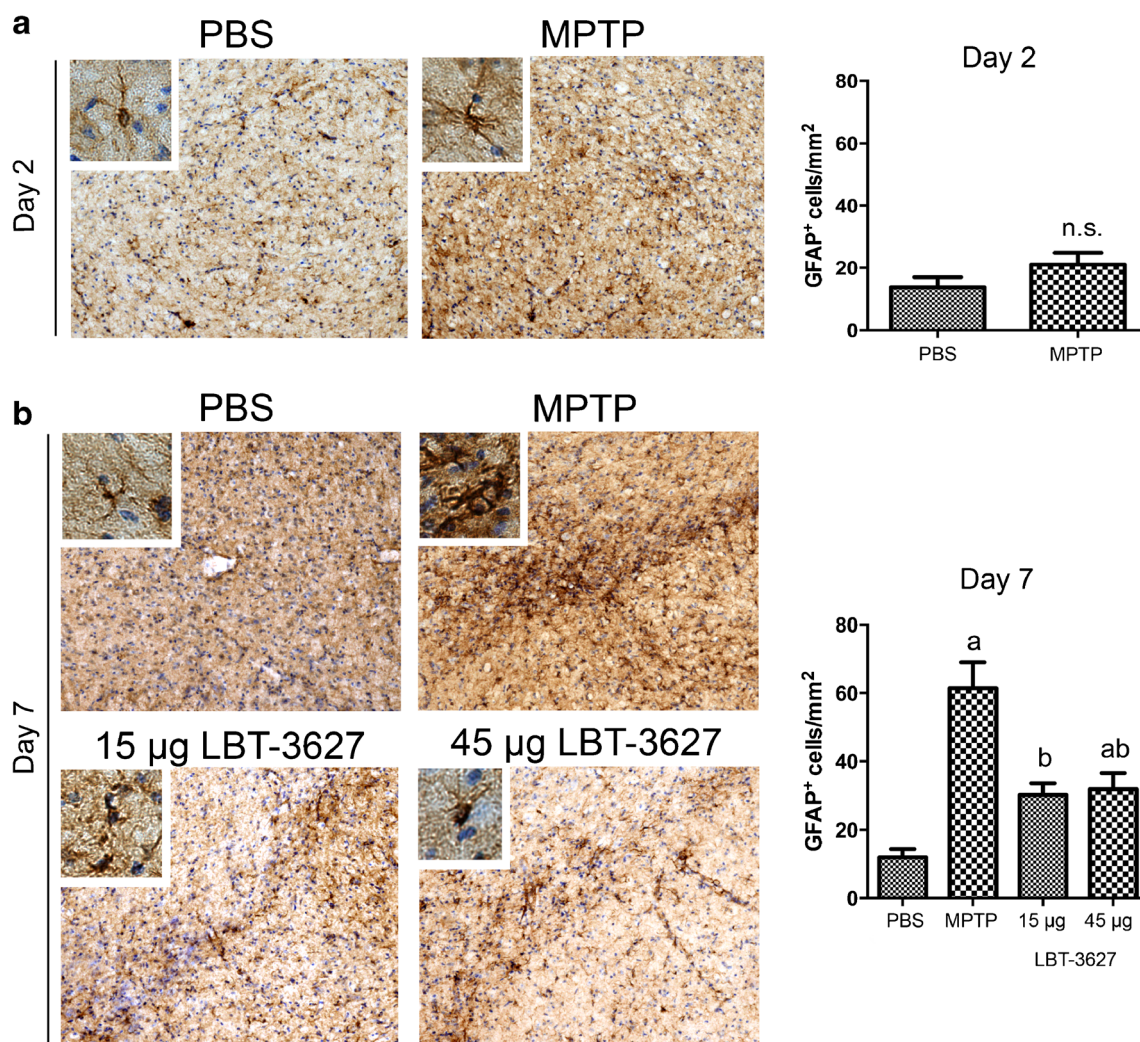 a
PBS
MPTP
Day 2
Day 2
GFAP+ cells/mm2
80
60
40
20
0
n.s.
PBS
MPTP
b
PBS
MPTP
Day 7
15 µg LBT-3627
45 µg LBT-3627
Day 7
GFAP+ cells/mm2
80
60
40
20
0
a
b
ab
PBS
MPTP
15 µg
45 µg
LBT-3627